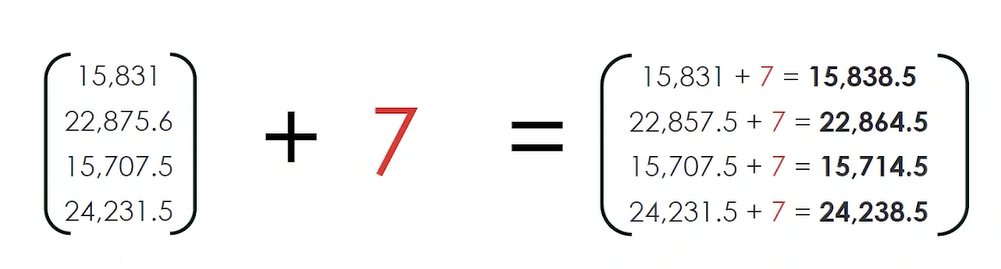 15,831
22,875.6
15,707.5
24,231.5
+ 7 =
15,831 + 7 = 15,838.5
22,857.5 + 7 = 22,864.5
15,707.5 + 7 = 15,714.5
24,231.5 + 7 = 24,238.5